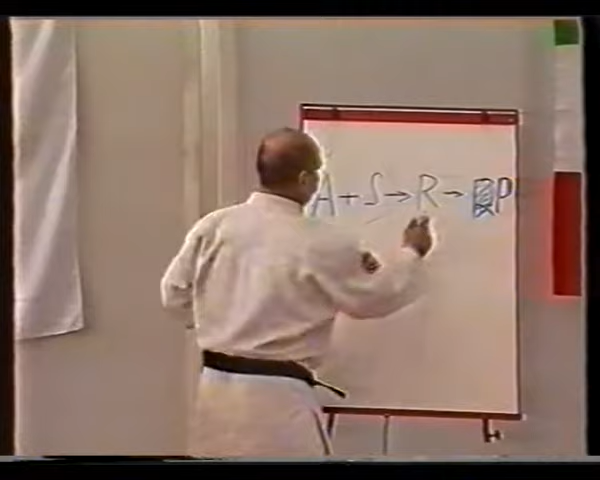 A + S → R → P